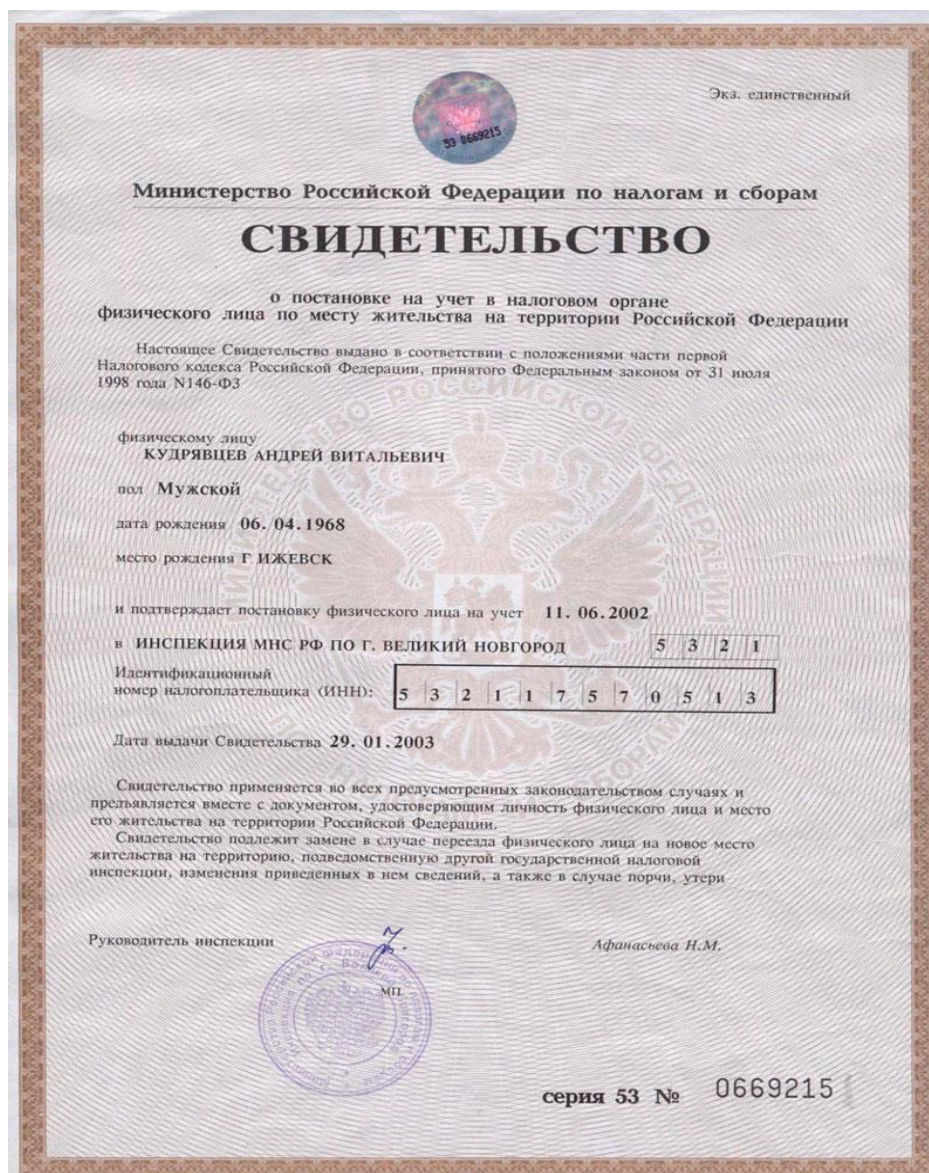 Экз. единственный
53 0669215
Министерство Российской Федерации по налогам и сборам
СВИДЕТЕЛЬСТВО
о постановке на учет в налоговом органе
физического лица по месту жительства на территории Российской Федерации
Настоящее Свидетельство выдано в соответствии с положениями части первой
Налогового кодекса Российской Федерации, принятого Федеральным законом от 31 июля
1998 года N146-ФЗ
физическому лицу
КУДРЯВЦЕВ АНДРЕЙ ВИТАЛЬЕВИЧ
пол Мужской
дата рождения 06. 04. 1968
место рождения Г ИЖЕВСК
и подтверждает постановку физического лица на учет 11. 06. 2002
в ИНСПЕКЦИЯ МНС РФ ПО Г. ВЕЛИКИЙ НОВГОРОД 5 3 2 1
Идентификационный
номер налогоплательщика (ИНН): 5 3 2 1 1 7 5 7 0 5 1 3
Дата выдачи Свидетельства 29. 01. 2003
Свидетельство применяется во всех предусмотренных законодательством случаях и
предъявляется вместе с документом, удостоверяющим личность физического лица и место
его жительства на территории Российской Федерации.
Свидетельство подлежит замене в случае переезда физического лица на новое место
жительства на территорию, подведомственную другой государственной налоговой
инспекции, изменения приведенных в нем сведений, а также в случае порчи, утери
Руководитель инспекции Афанасьева Н.М.
МП
серия 53 № 0669215